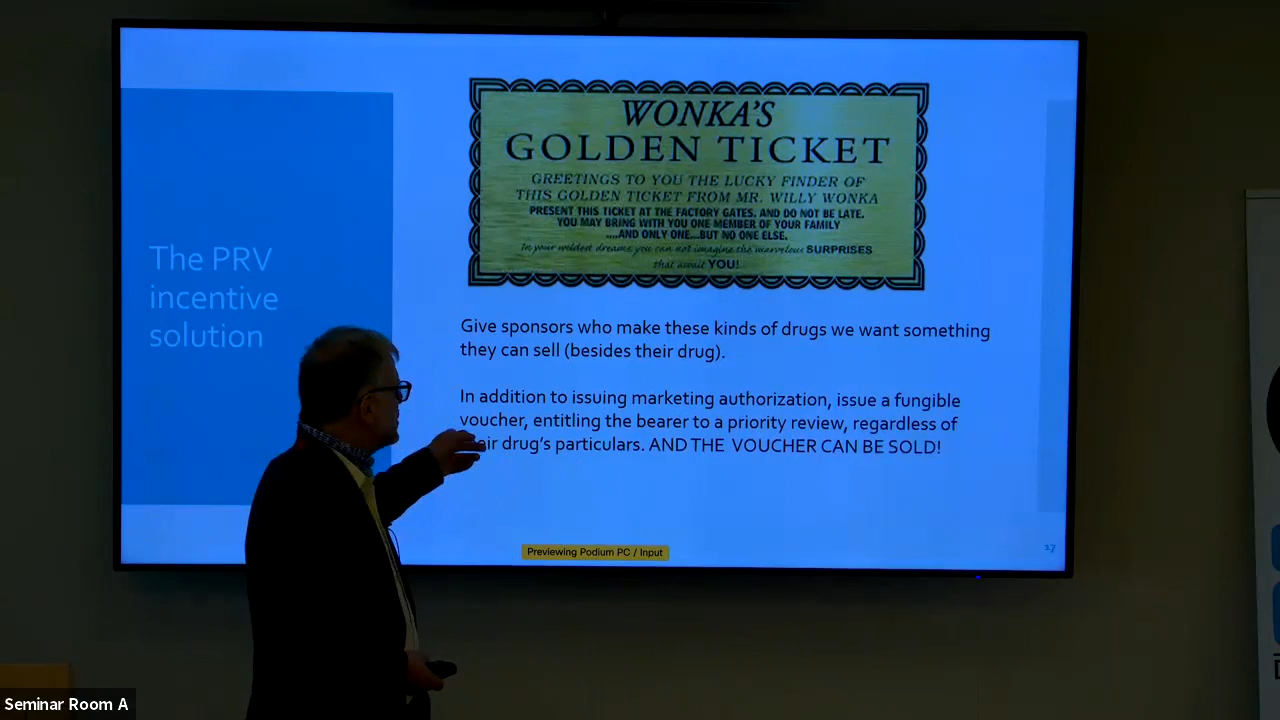 WONKA'S
GOLDEN TICKET
GREETINGS TO YOU THE LUCKY FINDER OF
THIS GOLDEN TICKET FROM MR. WILLY WONKA
PRESENT THIS TICKET AT THE FACTORY GATES. AND DO NOT BE LATE.
YOU MAY BRING WITH YOU ONE MEMBER OF YOUR FAMILY
....AND ONLY ONE...BUT NO ONE ELSE.
In your wildest dreams you can not imagine the marvelous SURPRISES
that await YOU!
The PRV
incentive
solution
Give sponsors who make these kinds of drugs we want something
they can sell (besides their drug).
In addition to issuing marketing authorization, issue a fungible
voucher, entitling the bearer to a priority review, regardless of
drug's particulars. AND THE VOUCHER CAN BE SOLD!
Previewing Podium PC / Input
17
Seminar Room A